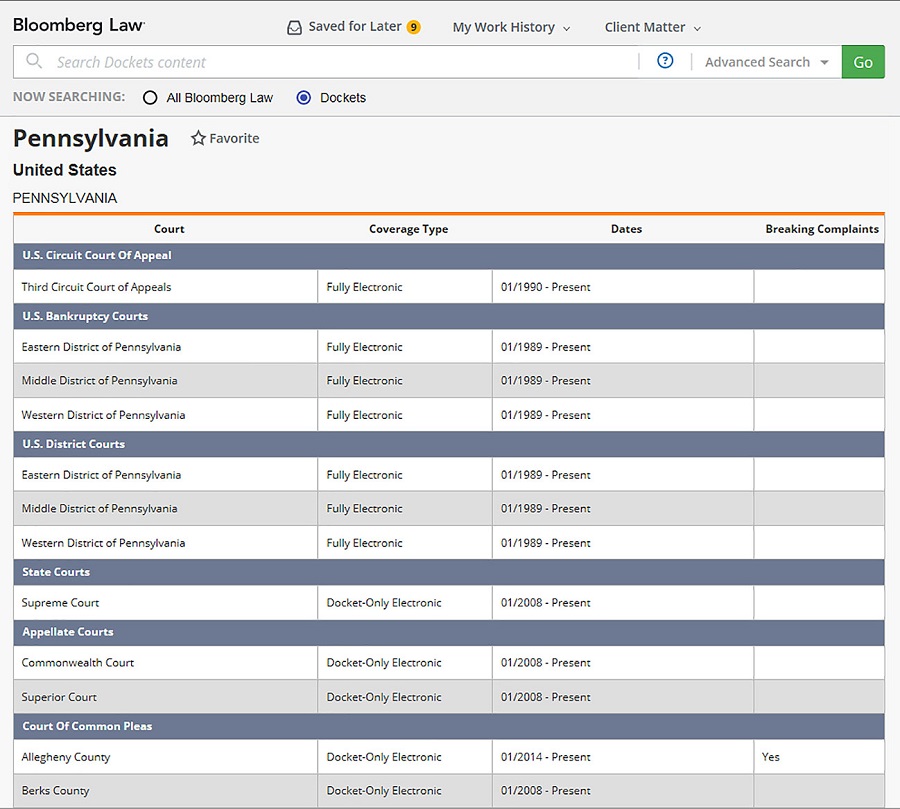 Bloomberg Law
Saved for Later 9 My Work History Client Matter
Search Dockets content ? Advanced Search Go
NOW SEARCHING: All Bloomberg Law Dockets
Pennsylvania Favorite
United States
PENNSYLVANIA
Court Coverage Type Dates Breaking Complaints
U.S. Circuit Court Of Appeal
Third Circuit Court of Appeals Fully Electronic 01/1990 - Present
U.S. Bankruptcy Courts
Eastern District of Pennsylvania Fully Electronic 01/1989 - Present
Middle District of Pennsylvania Fully Electronic 01/1989 - Present
Western District of Pennsylvania Fully Electronic 01/1989 - Present
U.S. District Courts
Eastern District of Pennsylvania Fully Electronic 01/1989 - Present
Middle District of Pennsylvania Fully Electronic 01/1989 - Present
Western District of Pennsylvania Fully Electronic 01/1989 - Present
State Courts
Supreme Court Docket-Only Electronic 01/2008 - Present
Appellate Courts
Commonwealth Court Docket-Only Electronic 01/2008 - Present
Superior Court Docket-Only Electronic 01/2008 - Present
Court Of Common Pleas
Allegheny County Docket-Only Electronic 01/2014 - Present Yes
Berks County Docket-Only Electronic 01/2008 - Present